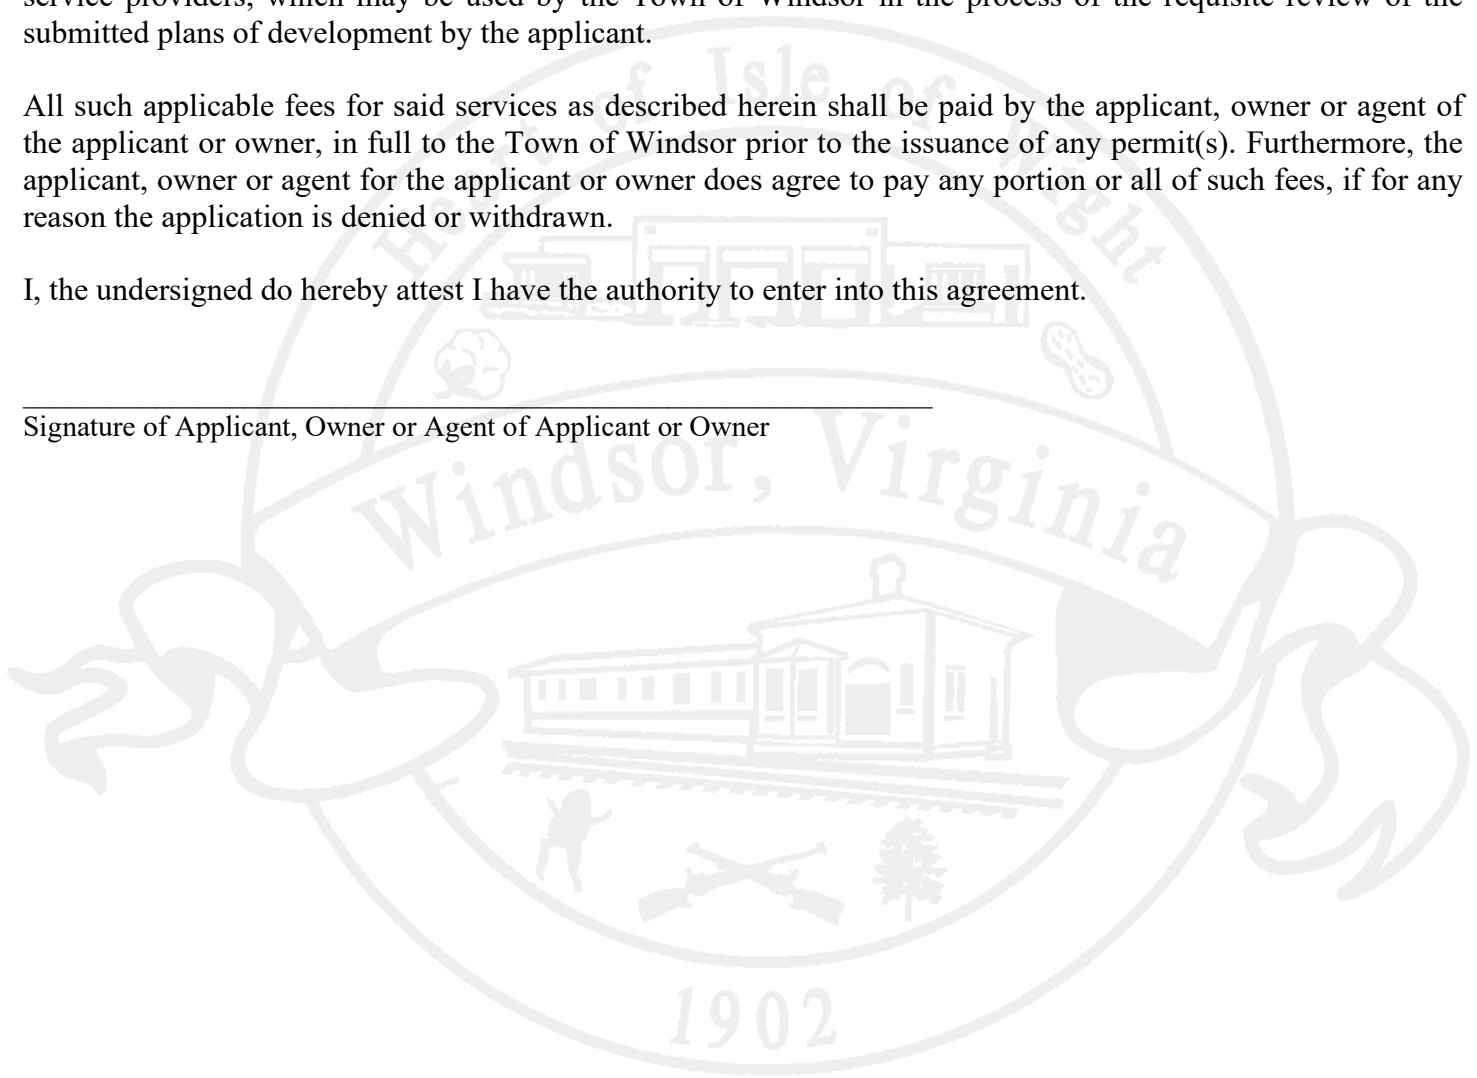 service providers, which may be used by the Town of Windsor in the process of the requisite review of the
submitted plans of development by the applicant.
All such applicable fees for said services as described herein shall be paid by the applicant, owner or agent of
the applicant or owner, in full to the Town of Windsor prior to the issuance of any permit(s). Furthermore, the
applicant, owner or agent for the applicant or owner does agree to pay any portion or all of such fees, if for any
reason the application is denied or withdrawn.
I, the undersigned do hereby attest I have the authority to enter into this agreement.
Signature of Applicant, Owner or Agent of Applicant or Owner
Heart of Isle of Wight
Windsor, Virginia
1902